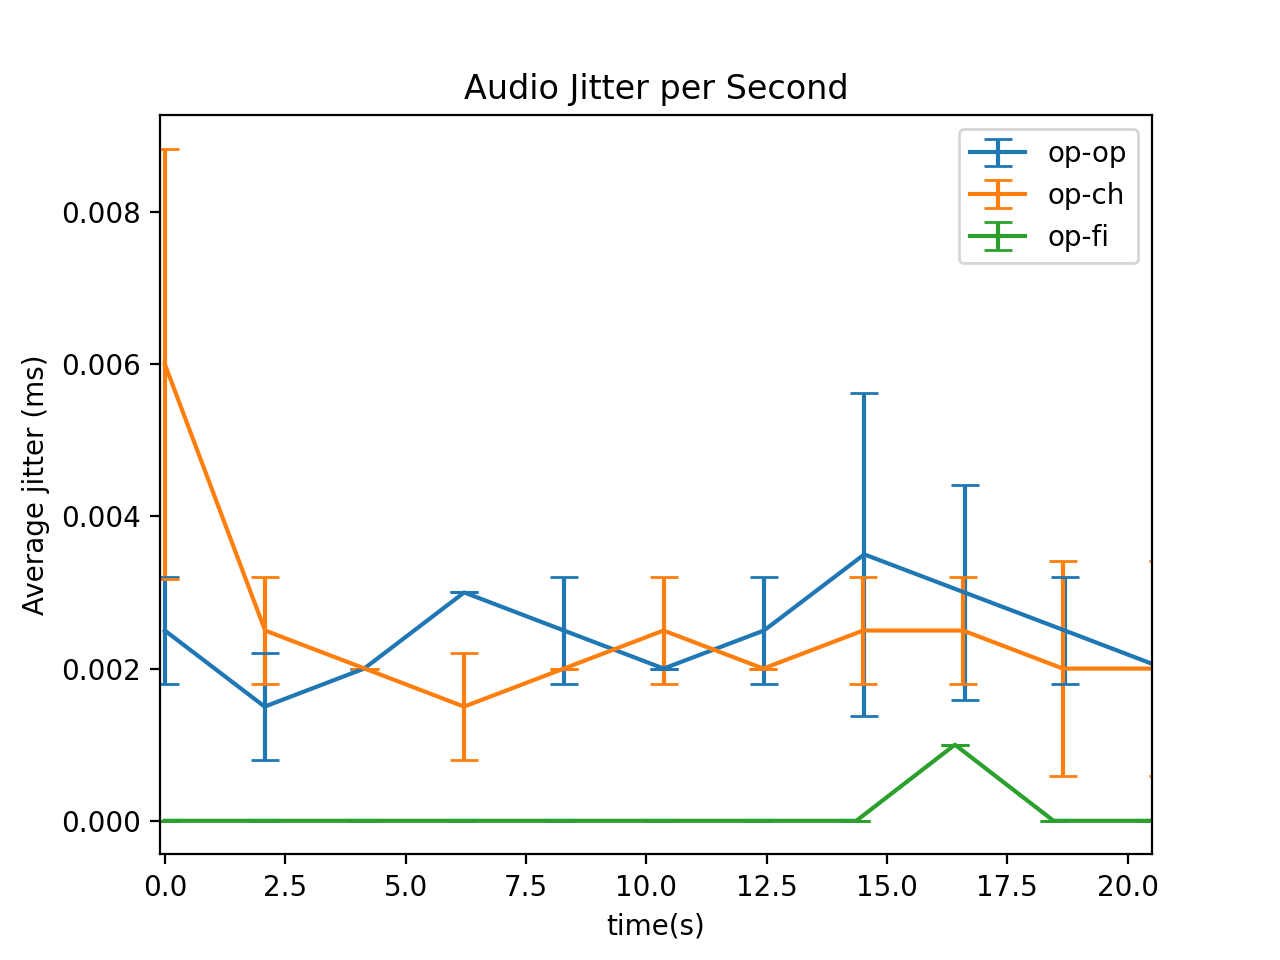 Audio Jitter per Second
op-op
op-ch
op-fi
Average jitter (ms)
0.008
0.006
0.004
0.002
0.000
0.0 2.5 5.0 7.5 10.0 12.5 15.0 17.5 20.0
time(s)